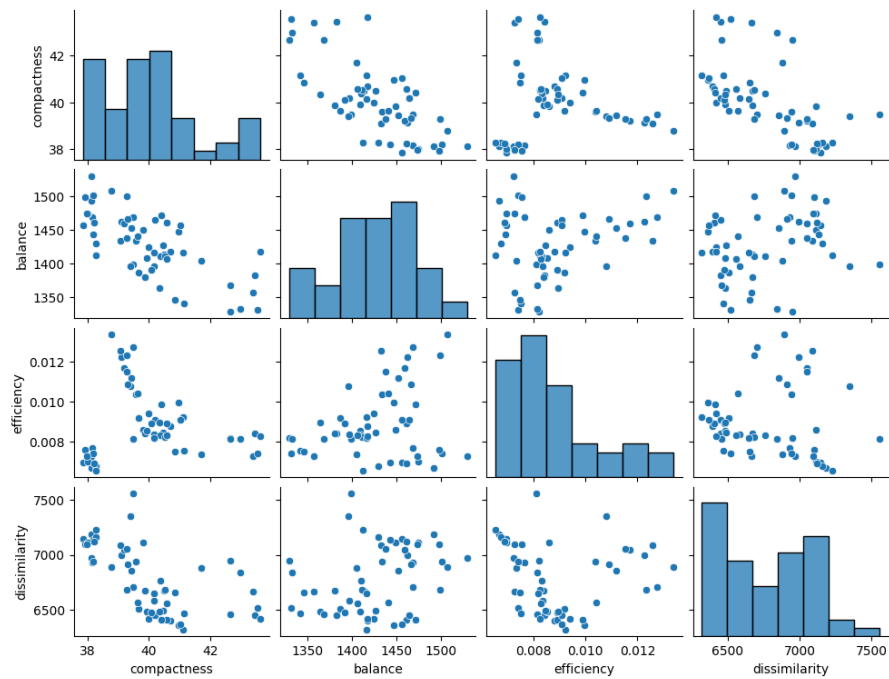 compactness
42
40
38
balance
1500
1450
1400
1350
efficiency
0.012
0.010
0.008
dissimilarity
7500
7000
6500
38 40 42 1350 1400 1450 1500 0.008 0.010 0.012 6500 7000 7500
compactness balance efficiency dissimilarity